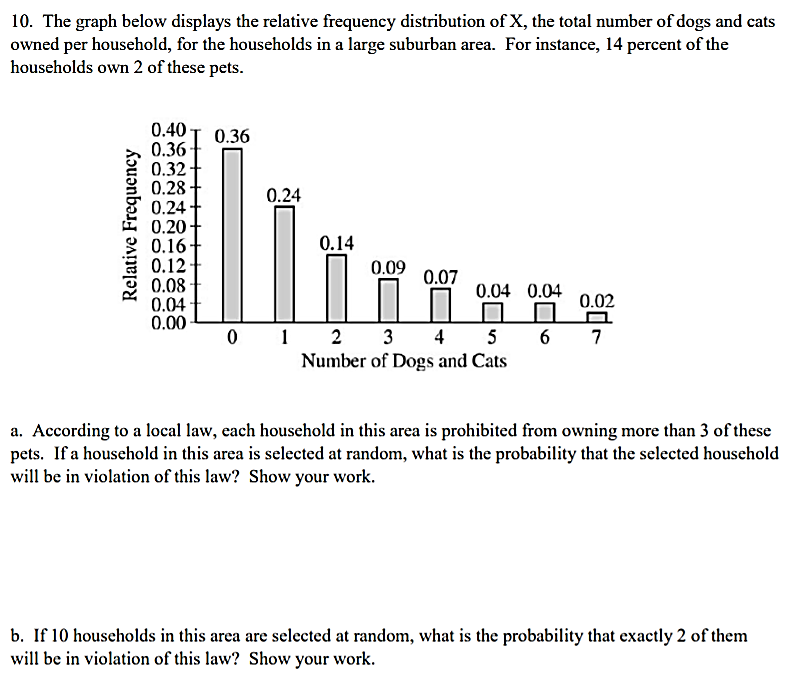 10. The graph below displays the relative frequency distribution of X, the total number of dogs and cats
owned per household, for the households in a large suburban area. For instance, 14 percent of the
households own 2 of these pets.
Relative Frequency
0.40
0.36
0.32
0.28
0.24
0.20
0.16
0.12
0.08
0.04
0.00
0.36
0.24
0.14
0.09
0.07
0.04
0.04
0.02
0 1 2 3 4 5 6 7
Number of Dogs and Cats
a. According to a local law, each household in this area is prohibited from owning more than 3 of these
pets. If a household in this area is selected at random, what is the probability that the selected household
will be in violation of this law? Show your work.
b. If 10 households in this area are selected at random, what is the probability that exactly 2 of them
will be in violation of this law? Show your work.